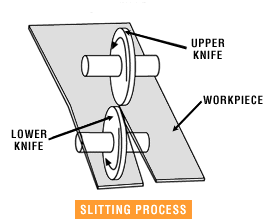 UPPER
KNIFE
WORKPIECE
LOWER
KNIFE
SLITTING PROCESS